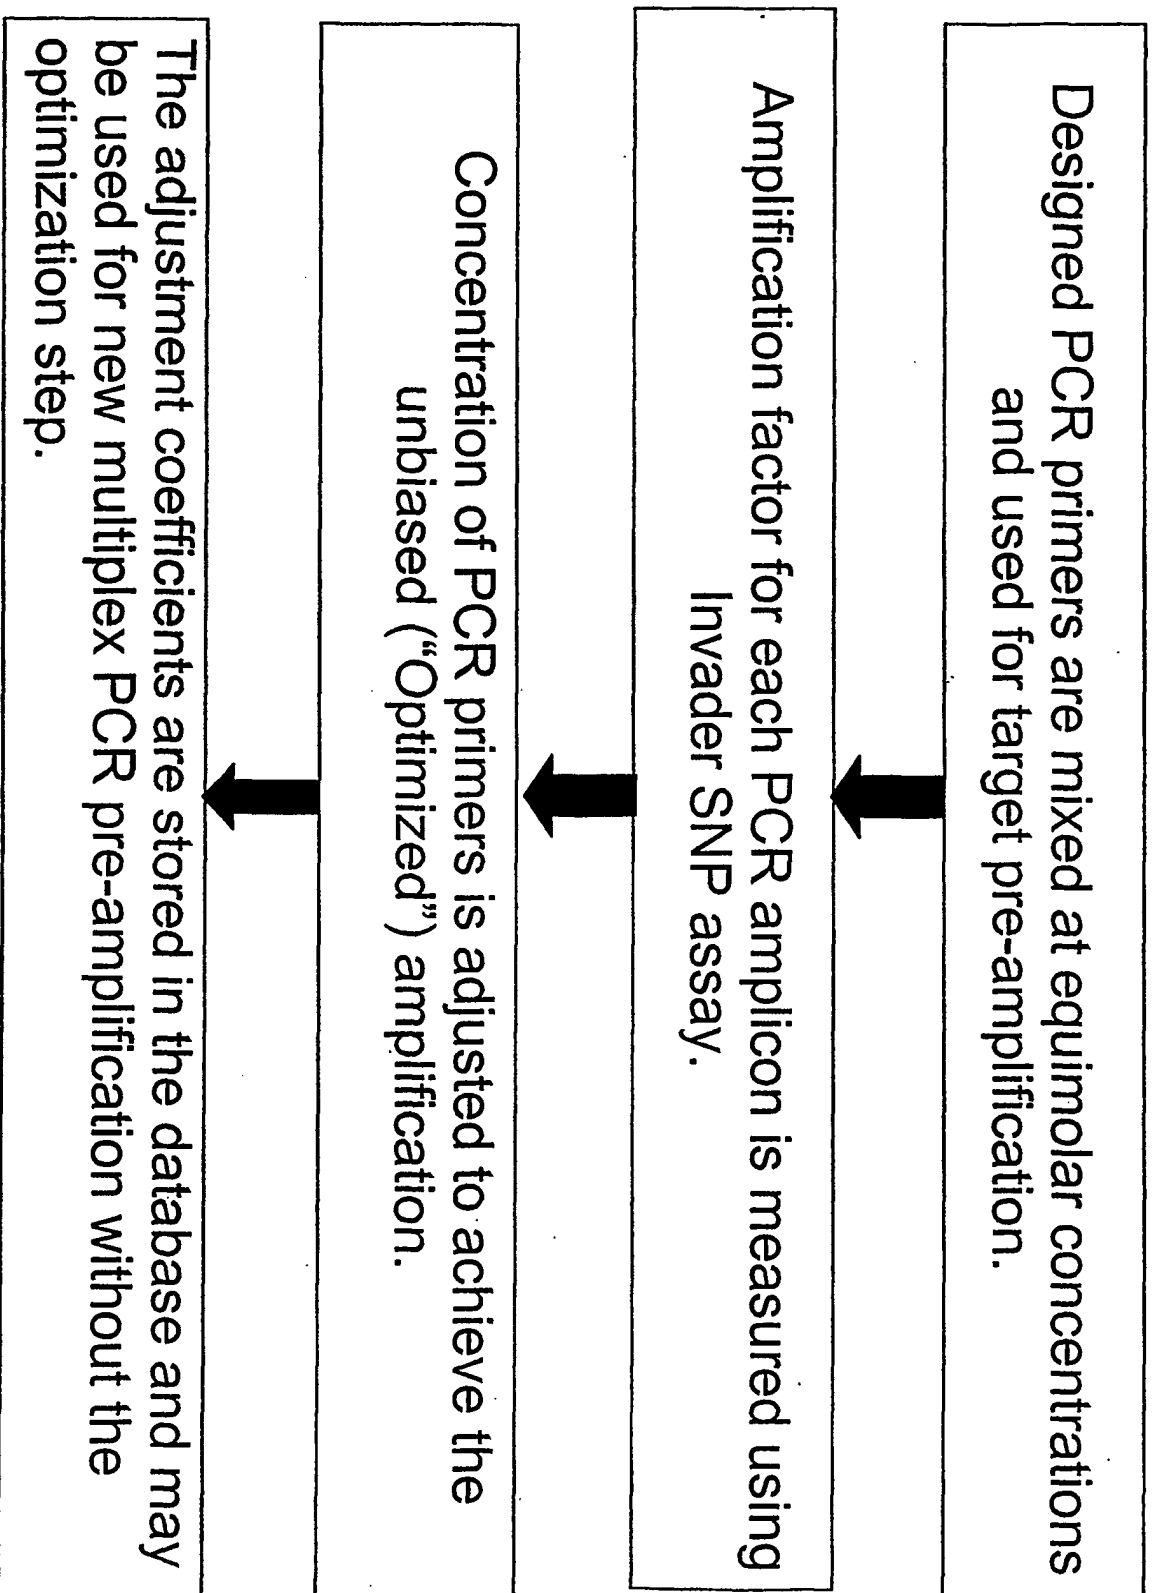 Designed PCR primers are mixed at equimolar concentrations
and used for target pre-amplification.
Amplification factor for each PCR amplicon is measured using
Invader SNP assay.
Concentration of PCR primers is adjusted to achieve the
unbiased (“Optimized”) amplification.
The adjustment coefficients are stored in the database and may
be used for new multiplex PCR pre-amplification without the
optimization step.